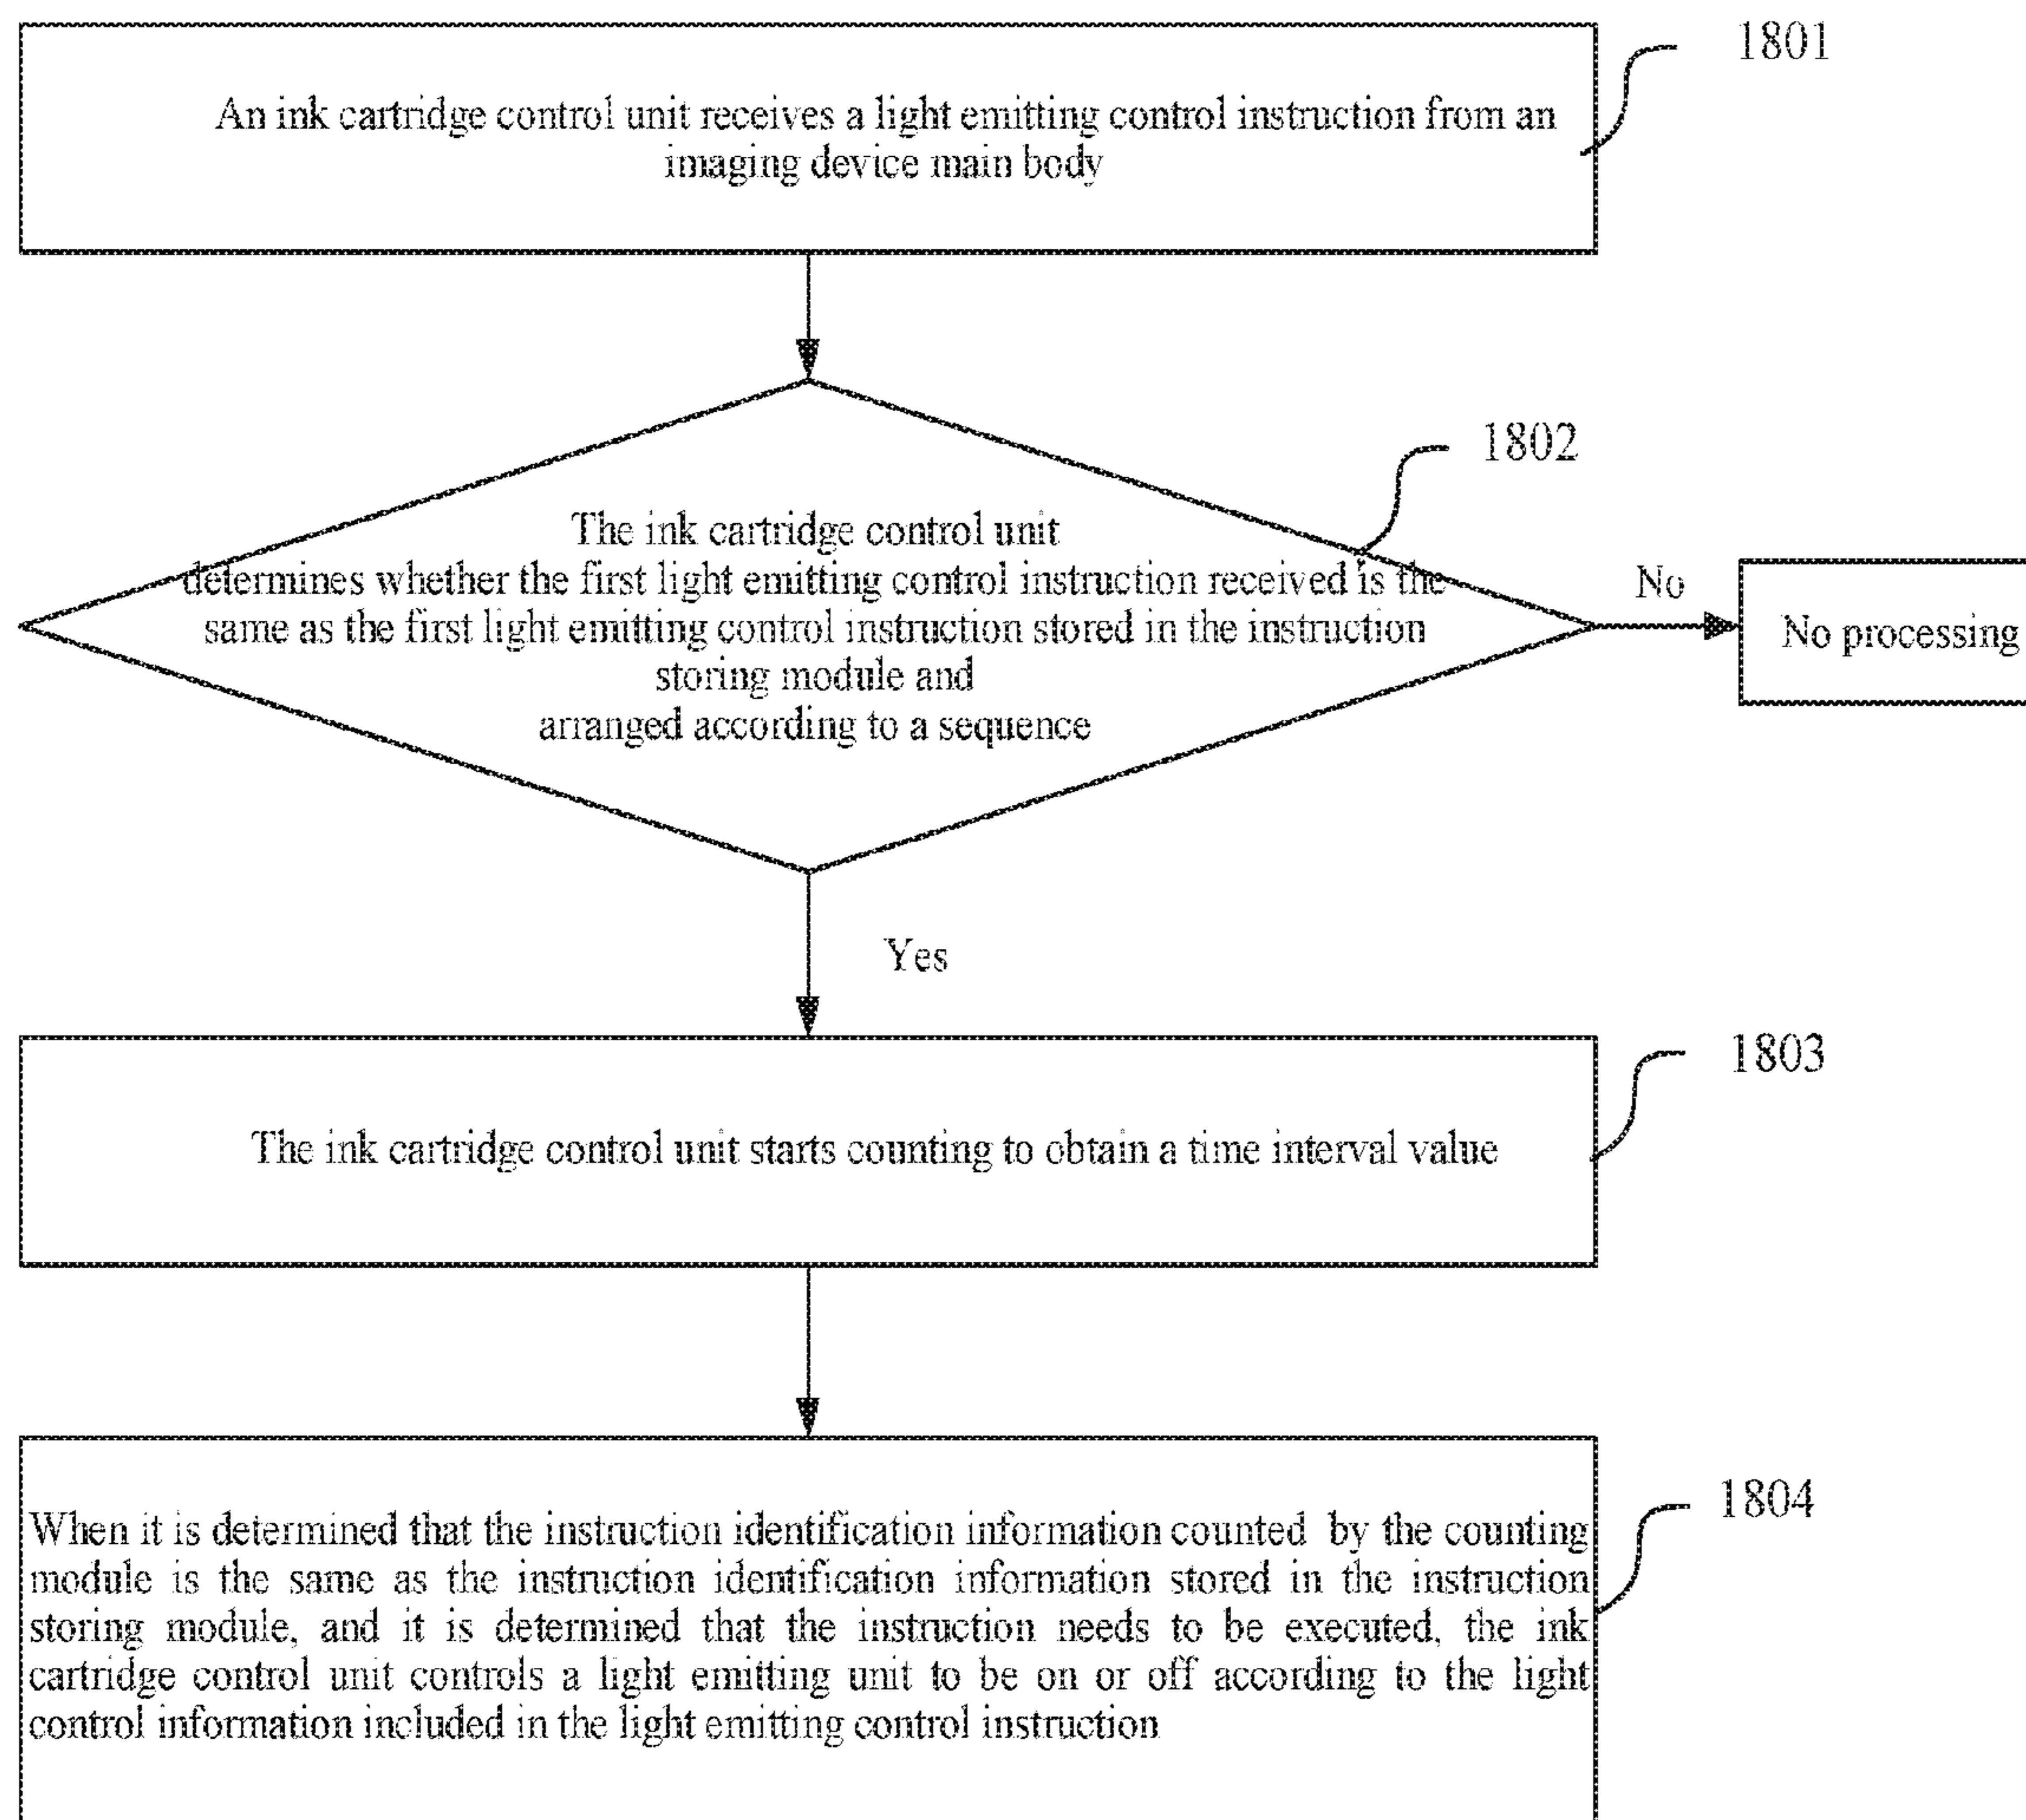 1801
An ink cartridge control unit receives a light emitting control instruction from an
imaging device main body
1802
The ink cartridge control unit
determines whether the first light emitting control instruction received is the
same as the first light emitting control instruction stored in the instruction
storing module and
arranged according to a sequence
No
No processing
Yes
1803
The ink cartridge control unit starts counting to obtain a time interval value
1804
When it is determined that the instruction identification information counted by the counting
module is the same as the instruction identification information stored in the instruction
storing module, and it is determined that the instruction needs to be executed, the ink
cartridge control unit controls a light emitting unit to be on or off according to the light
control information included in the light emitting control instruction